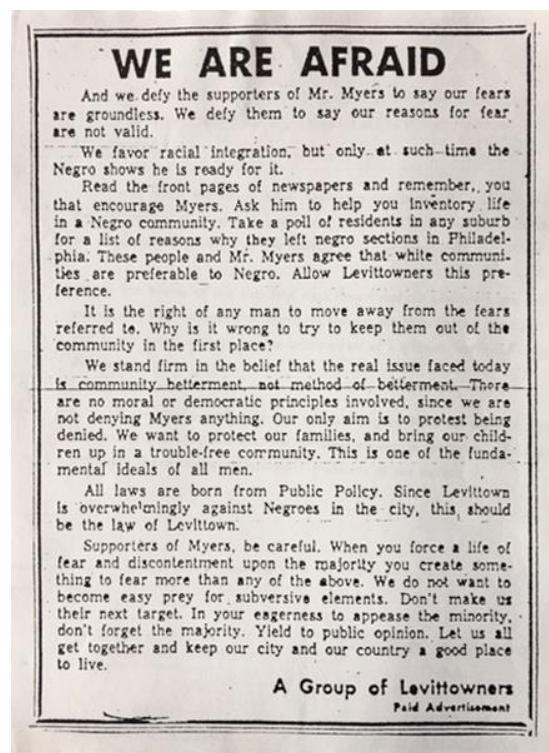 WE ARE AFRAID
And we defy the supporters of Mr. Myers to say our fears
are groundless. We defy them to say our reasons for fear
are not valid.
We favor racial integration, but only at such time the
Negro shows he is ready for it.
Read the front pages of newspapers and remember, you
that encourage Myers. Ask him to help you inventory life
in a Negro community. Take a poll of residents in any suburb
for a list of reasons why they left negro sections in Philadel-
phia. These people and Mr. Myers agree that white communi-
ties are preferable to Negro. Allow Levittowners this pre-
ference.
It is the right of any man to move away from the fears
referred to. Why is it wrong to try to keep them out of the
community in the first place?
We stand firm in the belief that the real issue faced today
is community betterment, not method of betterment. There
are no moral or democratic principles involved, since we are
not denying Myers anything. Our only aim is to protest being
denied. We want to protect our families, and bring our child-
ren up in a trouble-free community. This is one of the funda-
mental ideals of all men.
All laws are born from Public Policy. Since Levittown
is overwhelmingly against Negroes in the city, this should
be the law of Levittown.
Supporters of Myers, be careful. When you force a life of
fear and discontentment upon the majority you create some-
thing to fear more than any of the above. We do not want to
become easy prey for subversive elements. Don't make us
their next target. In your eagerness to appease the minority,
don't forget the majority. Yield to public opinion. Let us all
get together and keep our city and our country a good place
to live.
A Group of Levittowners
Paid Advertisement